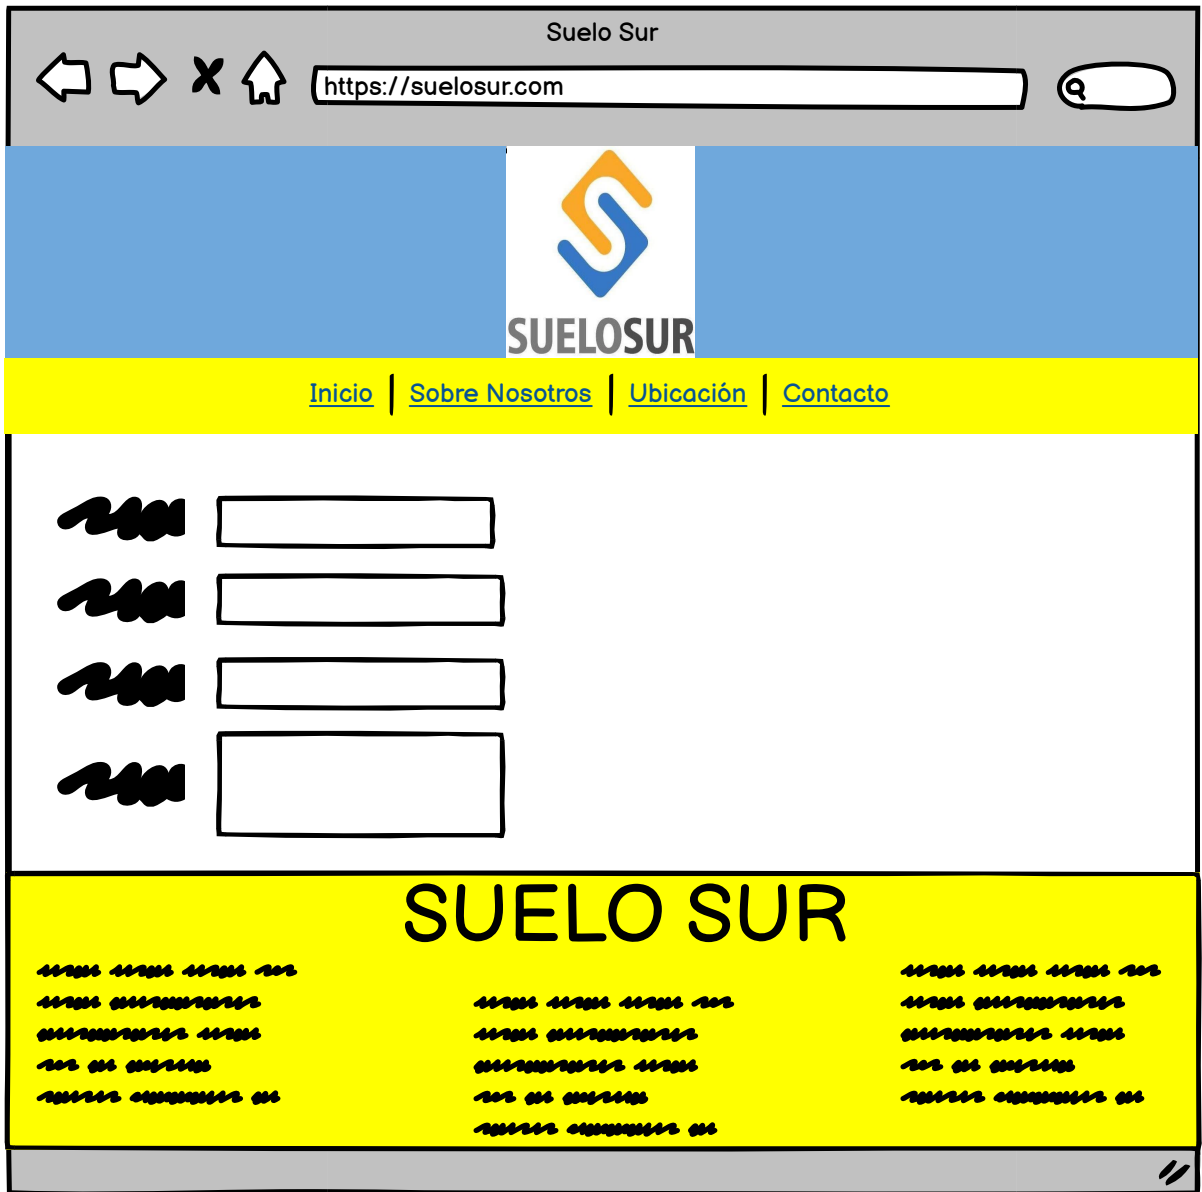 Suelo Sur
https://suelosur.com
SUELOSUR
Inicio | Sobre Nosotros | Ubicación | Contacto
SUELO SUR